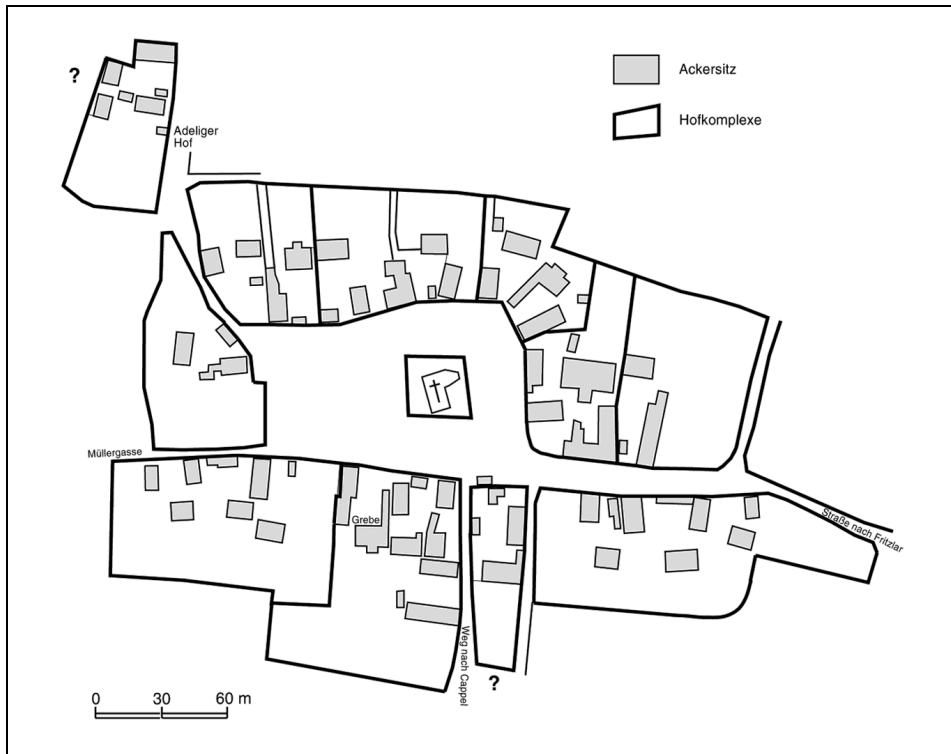 ?
Ackersitz
Hofkomplexe
Adeliger
Hof
Müllergasse
Grebe
Straße nach Fritzlar
Weg nach Cappel
?
0 30 60 m